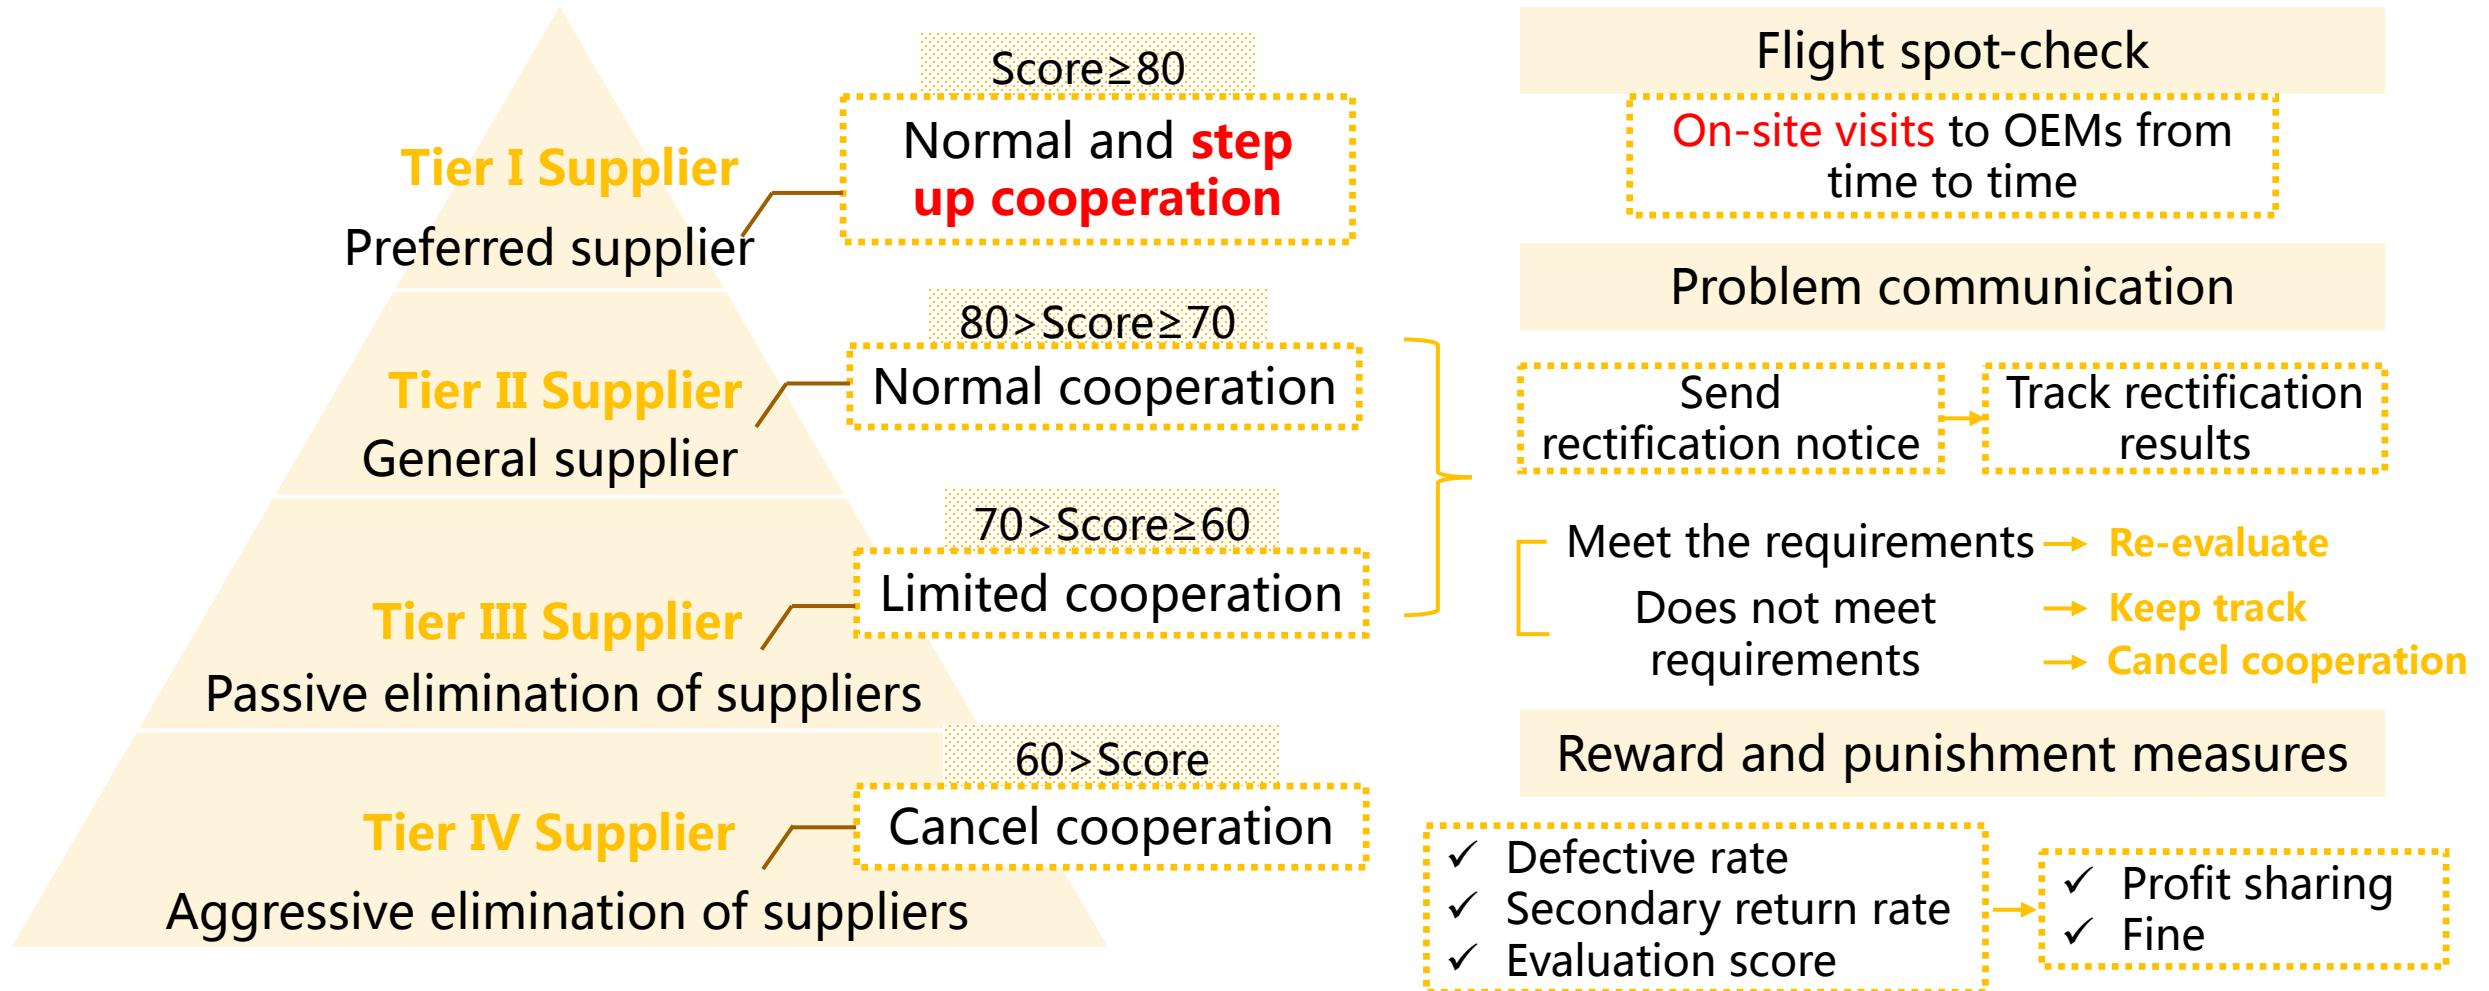 Score≥80
Normal and step
up cooperation
Tier I Supplier
Preferred supplier
80>Score≥70
Normal cooperation
Tier II Supplier
General supplier
70>Score≥60
Limited cooperation
Tier III Supplier
Passive elimination of suppliers
60>Score
Cancel cooperation
Tier IV Supplier
Aggressive elimination of suppliers
Flight spot-check
On-site visits to OEMs from
time to time
Problem communication
Send
rectification notice
Track rectification
results
Meet the requirements
Re-evaluate
Does not meet
requirements
Keep track
Cancel cooperation
Reward and punishment measures
✓ Defective rate
✓ Secondary return rate
✓ Evaluation score
✓ Profit sharing
✓ Fine